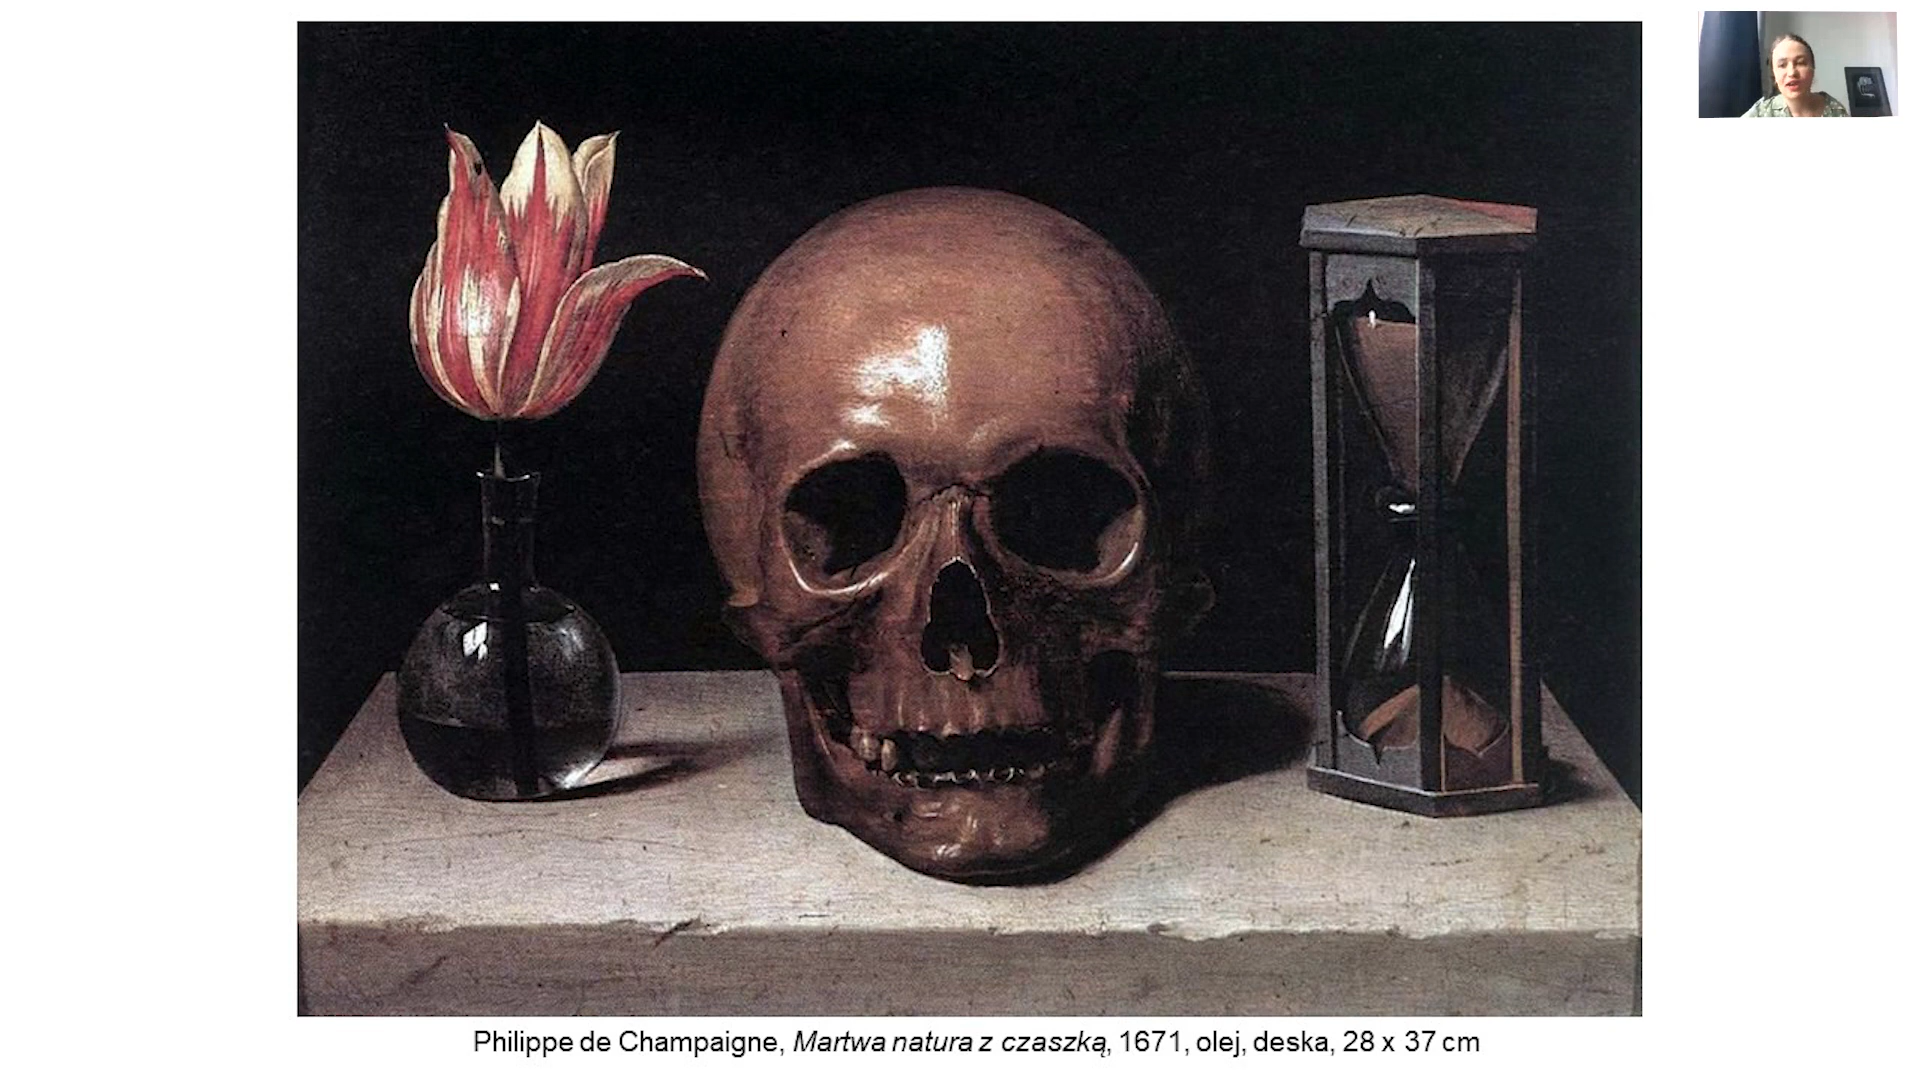 Philippe de Champaigne, Martwa natura z czaszką, 1671, olej, deska, 28 x 37 cm